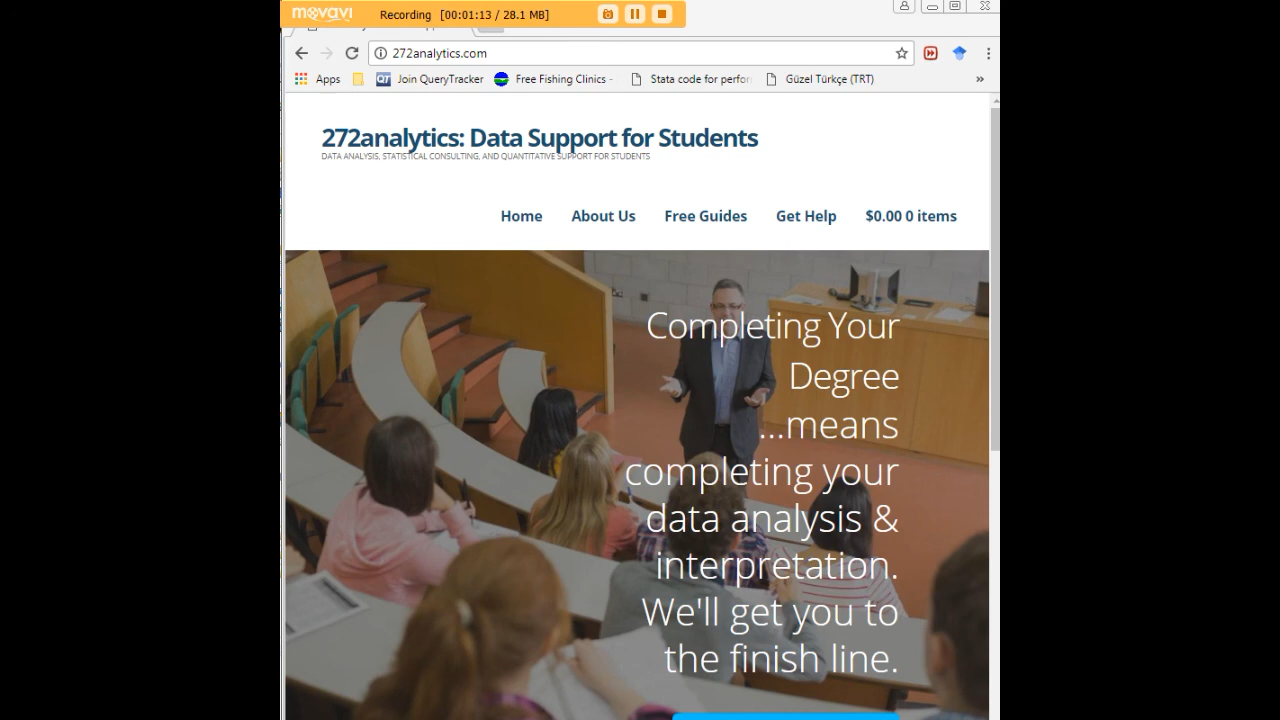 movavi Recording [00:01:13 / 28.1 MB]
272analytics.com
Apps QT Join QueryTracker Free Fishing Clinics - Stata code for perfor Güzel Türkçe (TRT) »
272analytics: Data Support for Students
DATA ANALYSIS, STATISTICAL CONSULTING, AND QUANTITATIVE SUPPORT FOR STUDENTS
Home About Us Free Guides Get Help $0.00 0 items
Completing Your
Degree
...means
completing your
data analysis &
interpretation.
We'll get you to
the finish line.